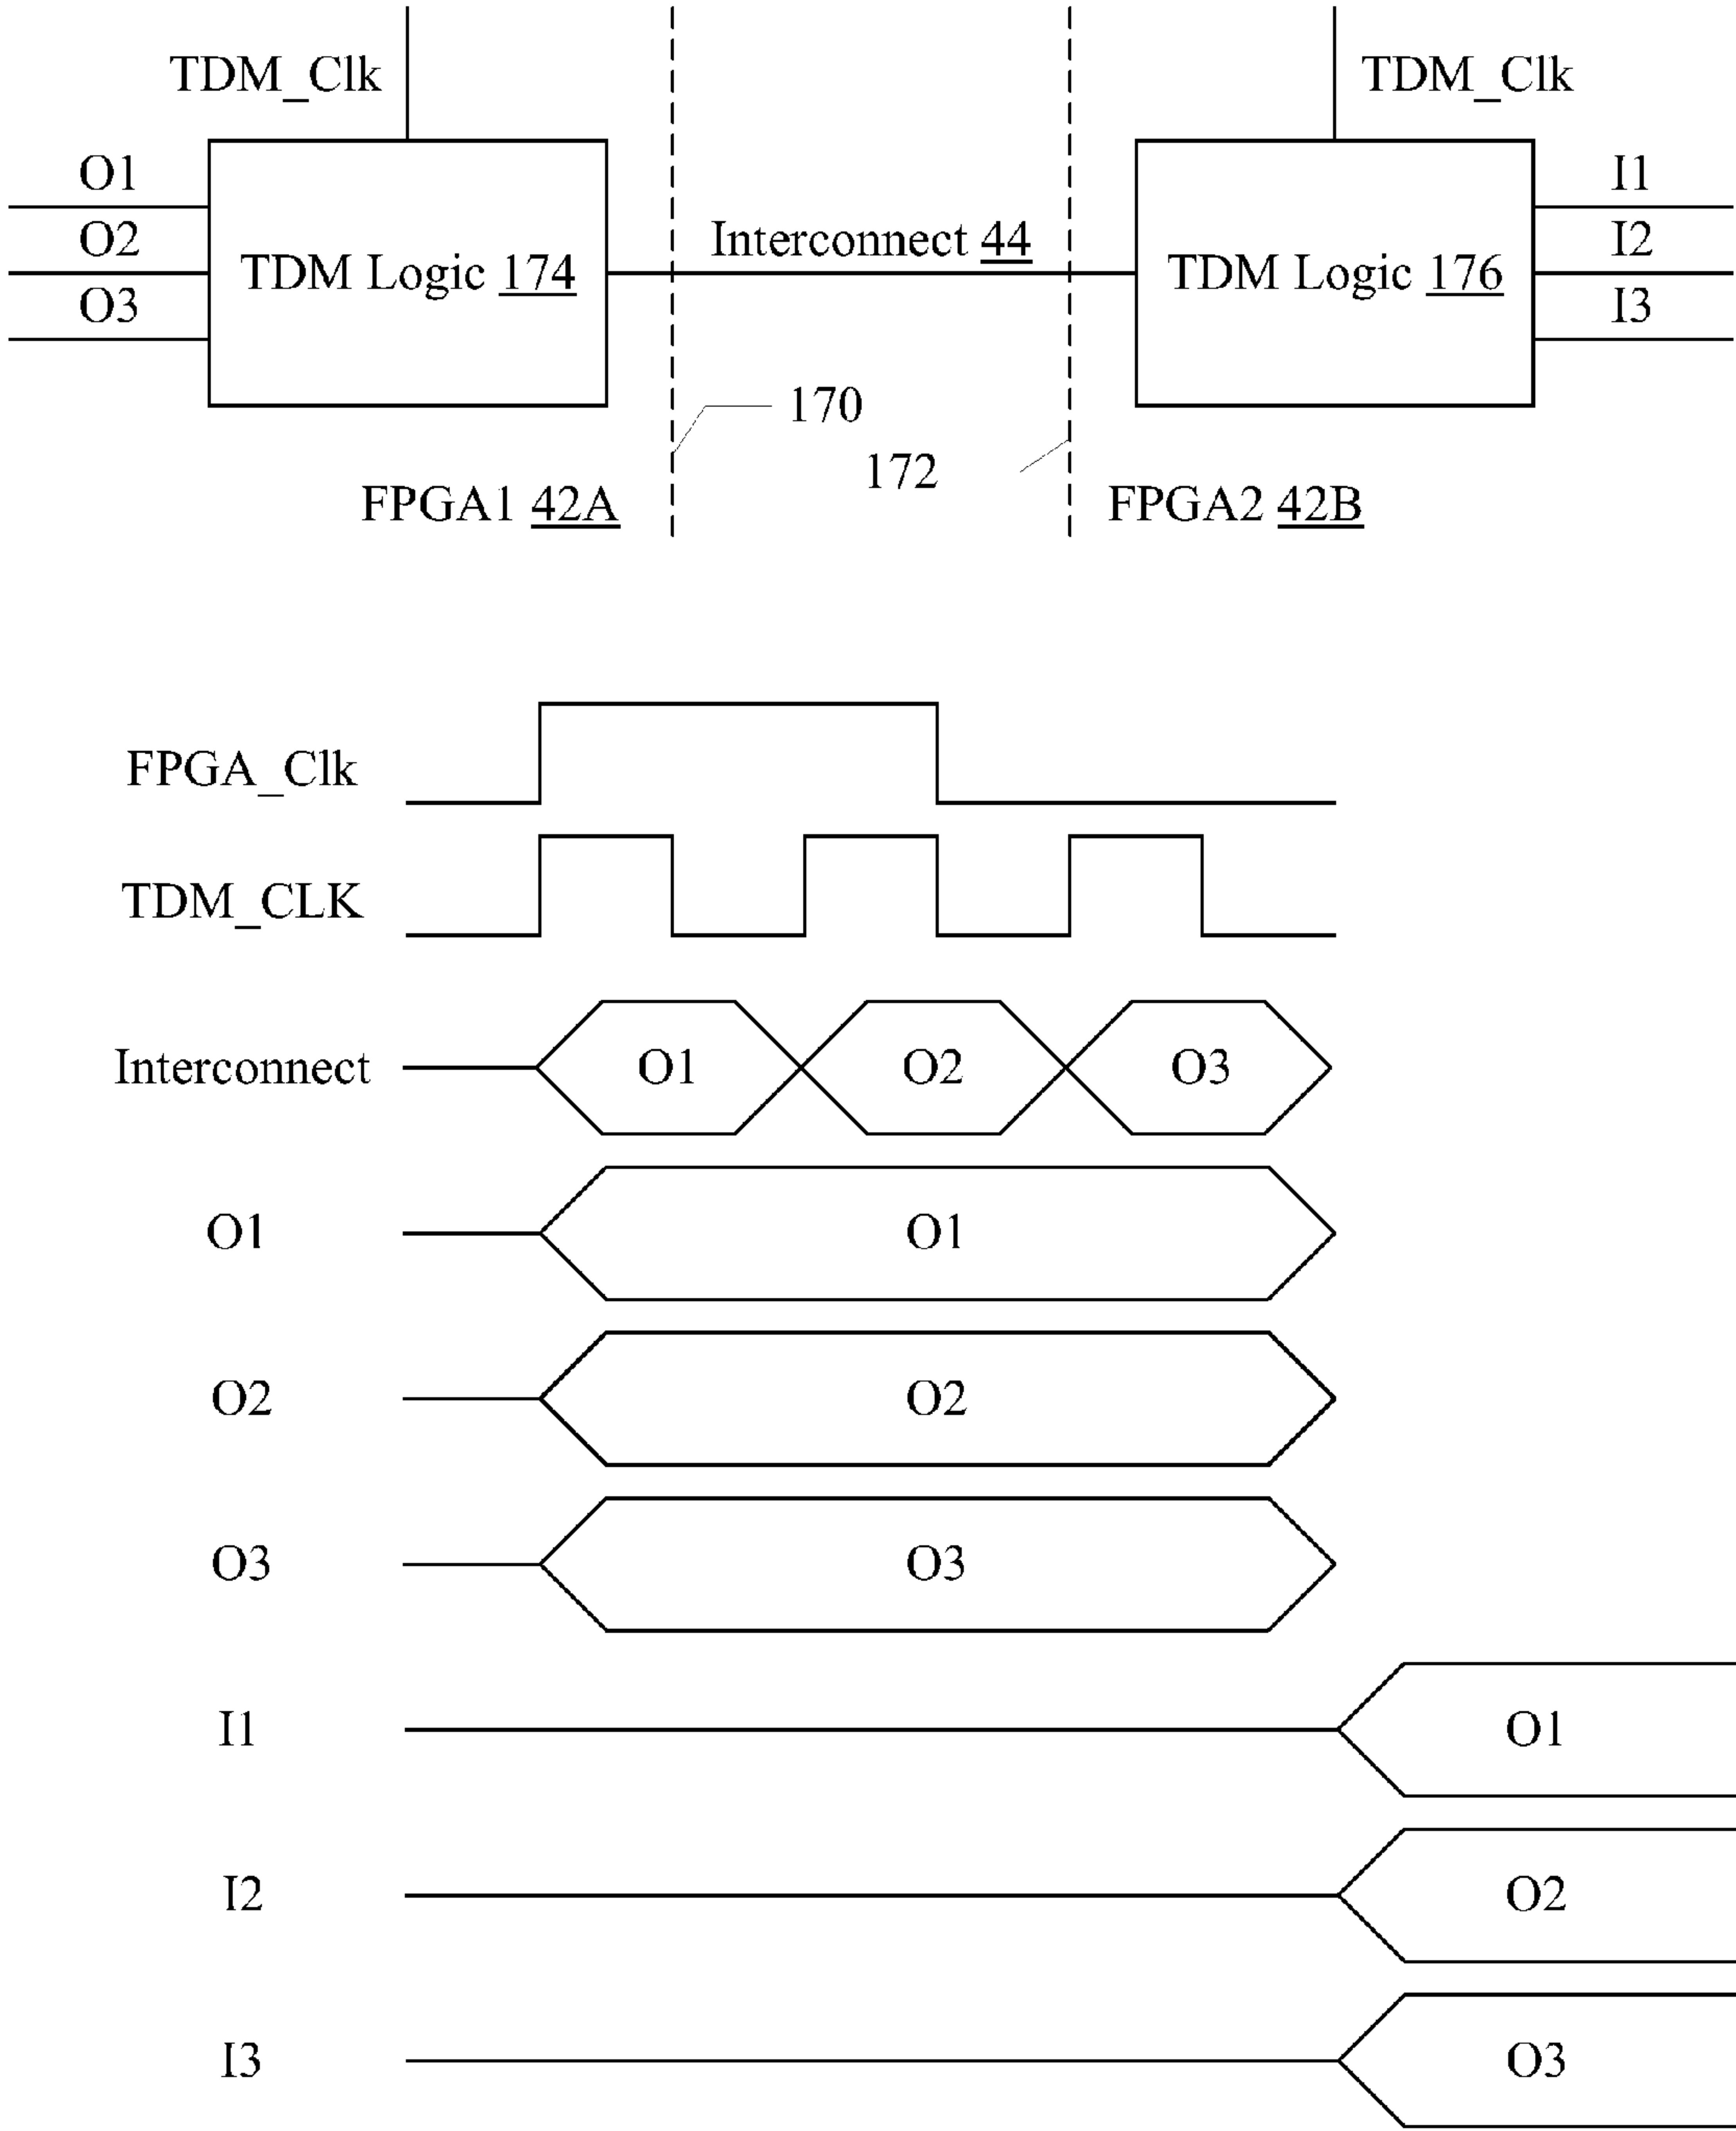 TDM_Clk
TDM_Clk
O1
I1
O2
Interconnect 44
I2
TDM Logic 174
TDM Logic 176
O3
I3
170
172
FPGA1 42A
FPGA2 42B
FPGA_Clk
TDM_CLK
Interconnect
O1
O2
O3
O1
O1
O2
O2
O3
O3
I1
O1
I2
O2
I3
O3